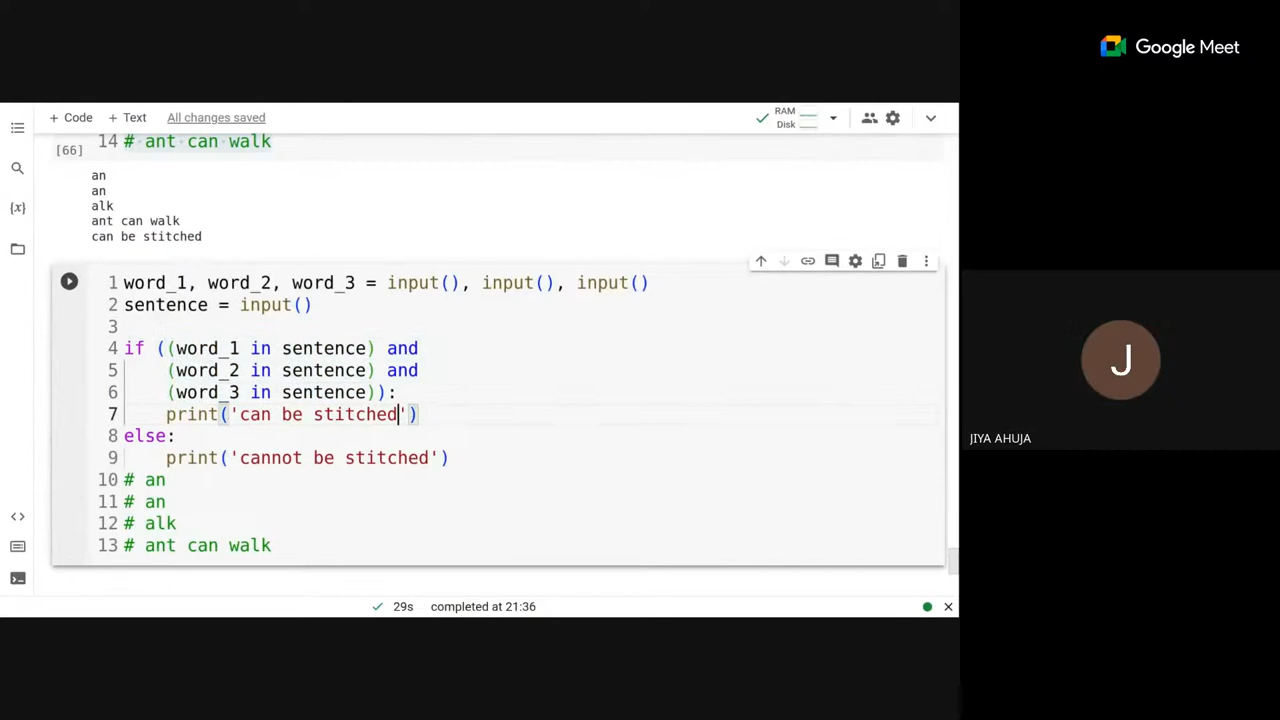 Google Meet
+ Code + Text All changes saved
RAM
Disk
14 # ant can walk
[66]
an
an
alk
ant can walk
can be stitched
{x}
1 word_1, word_2, word_3 = input(), input(), input()
2 sentence = input()
3
4 if ((word_1 in sentence) and
5 (word_2 in sentence) and
6 (word_3 in sentence)):
7 print('can be stitched')
8 else:
9 print('cannot be stitched')
10 # an
11 # an
12 # alk
13 # ant can walk
29s completed at 21:36
J
JIYA AHUJA